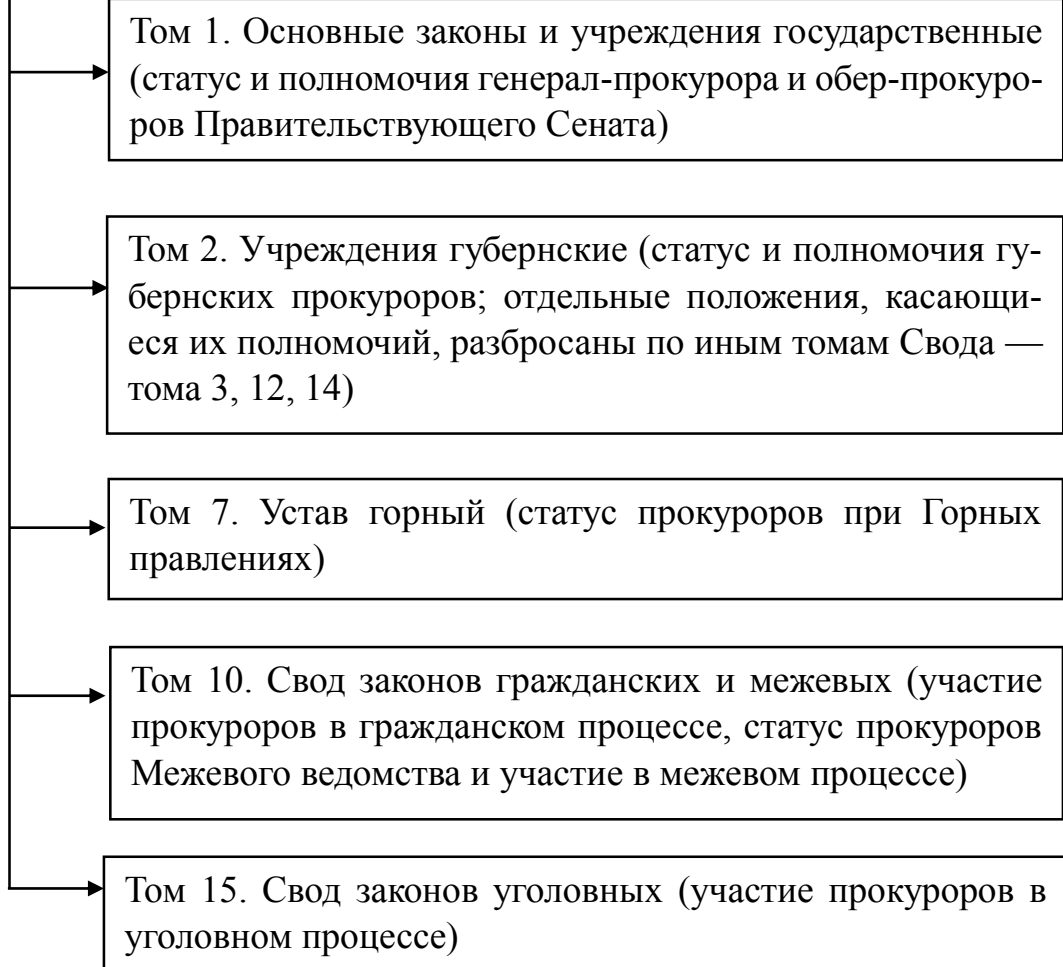 Том 1. Основные законы и учреждения государственные
(статус и полномочия генерал-прокурора и обер-прокуро-
ров Правительствующего Сената)
Том 2. Учреждения губернские (статус и полномочия гу-
бернских прокуроров; отдельные положения, касающи-
еся их полномочий, разбросаны по иным томам Свода —
тома 3, 12, 14)
Том 7. Устав горный (статус прокуроров при Горных
правлениях)
Том 10. Свод законов гражданских и межевых (участие
прокуроров в гражданском процессе, статус прокуроров
Межевого ведомства и участие в межевом процессе)
Том 15. Свод законов уголовных (участие прокуроров в
уголовном процессе)